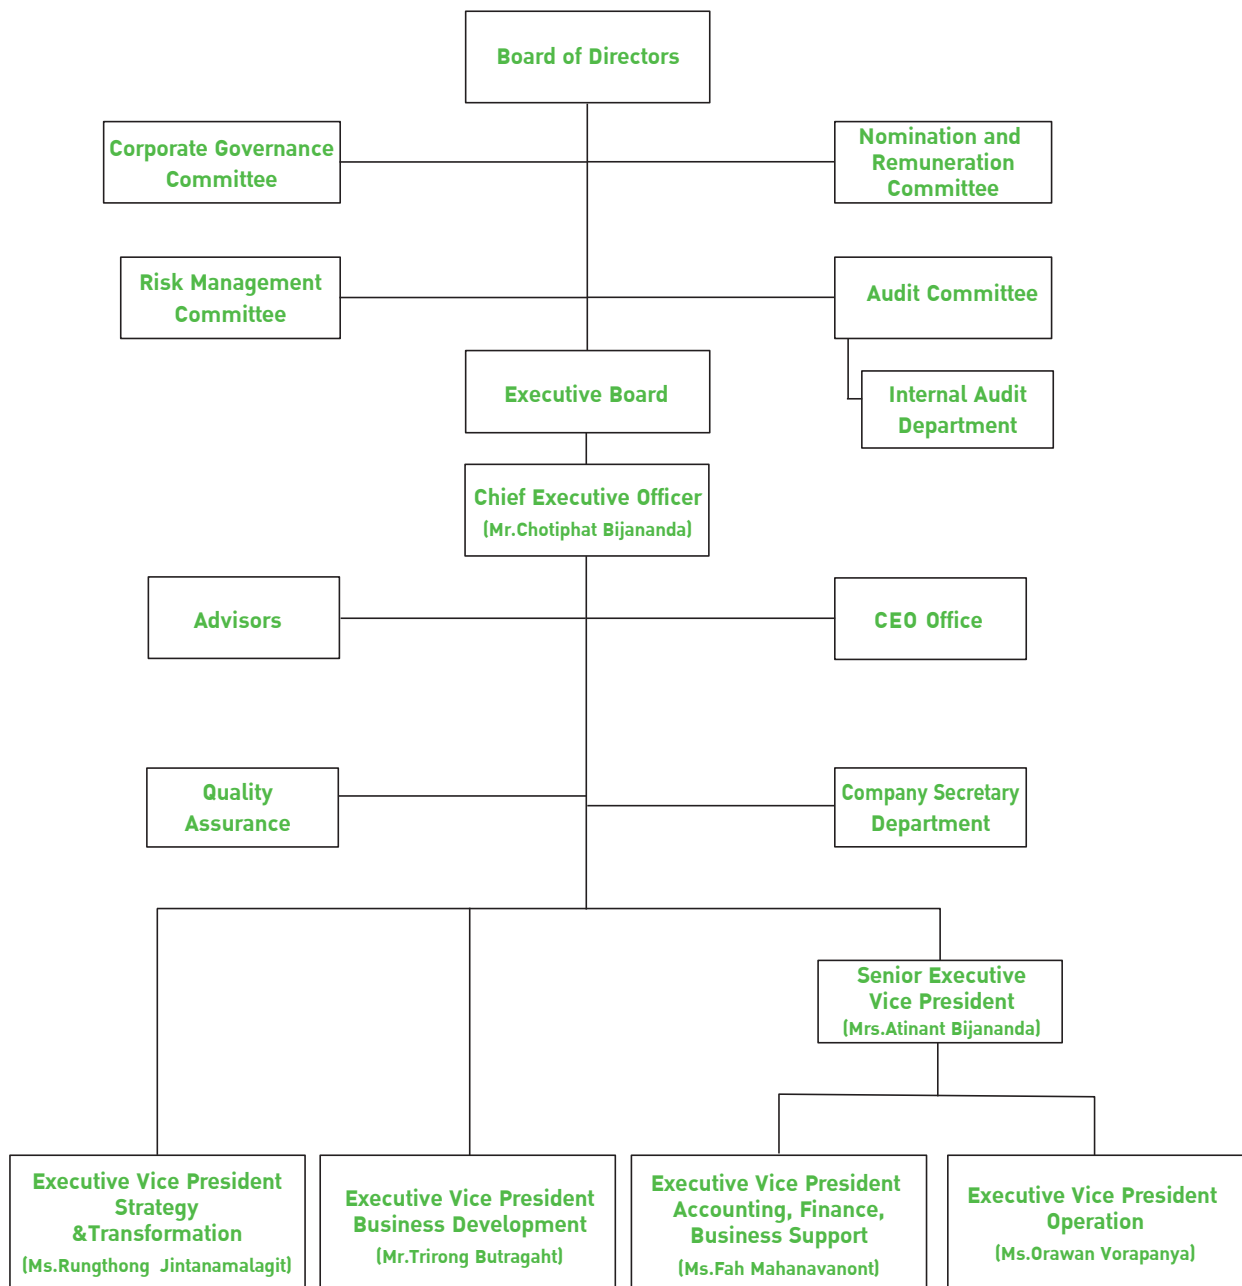 Board of Directors
Corporate Governance
Committee
Nomination and
Remuneration
Committee
Risk Management
Committee
Audit Committee
Executive Board
Internal Audit
Department
Chief Executive Officer
(Mr.Chotiphat Bijananda)
Advisors
CEO Office
Quality
Assurance
Company Secretary
Department
Senior Executive
Vice President
(Mrs.Atinant Bijananda)
Executive Vice President
Strategy
&Transformation
(Ms.Rungthong Jintanamalagit)
Executive Vice President
Business Development
(Mr.Trirong Butragaht)
Executive Vice President
Accounting, Finance,
Business Support
(Ms.Fah Mahanavanont)
Executive Vice President
Operation
(Ms.Orawan Vorapanya)